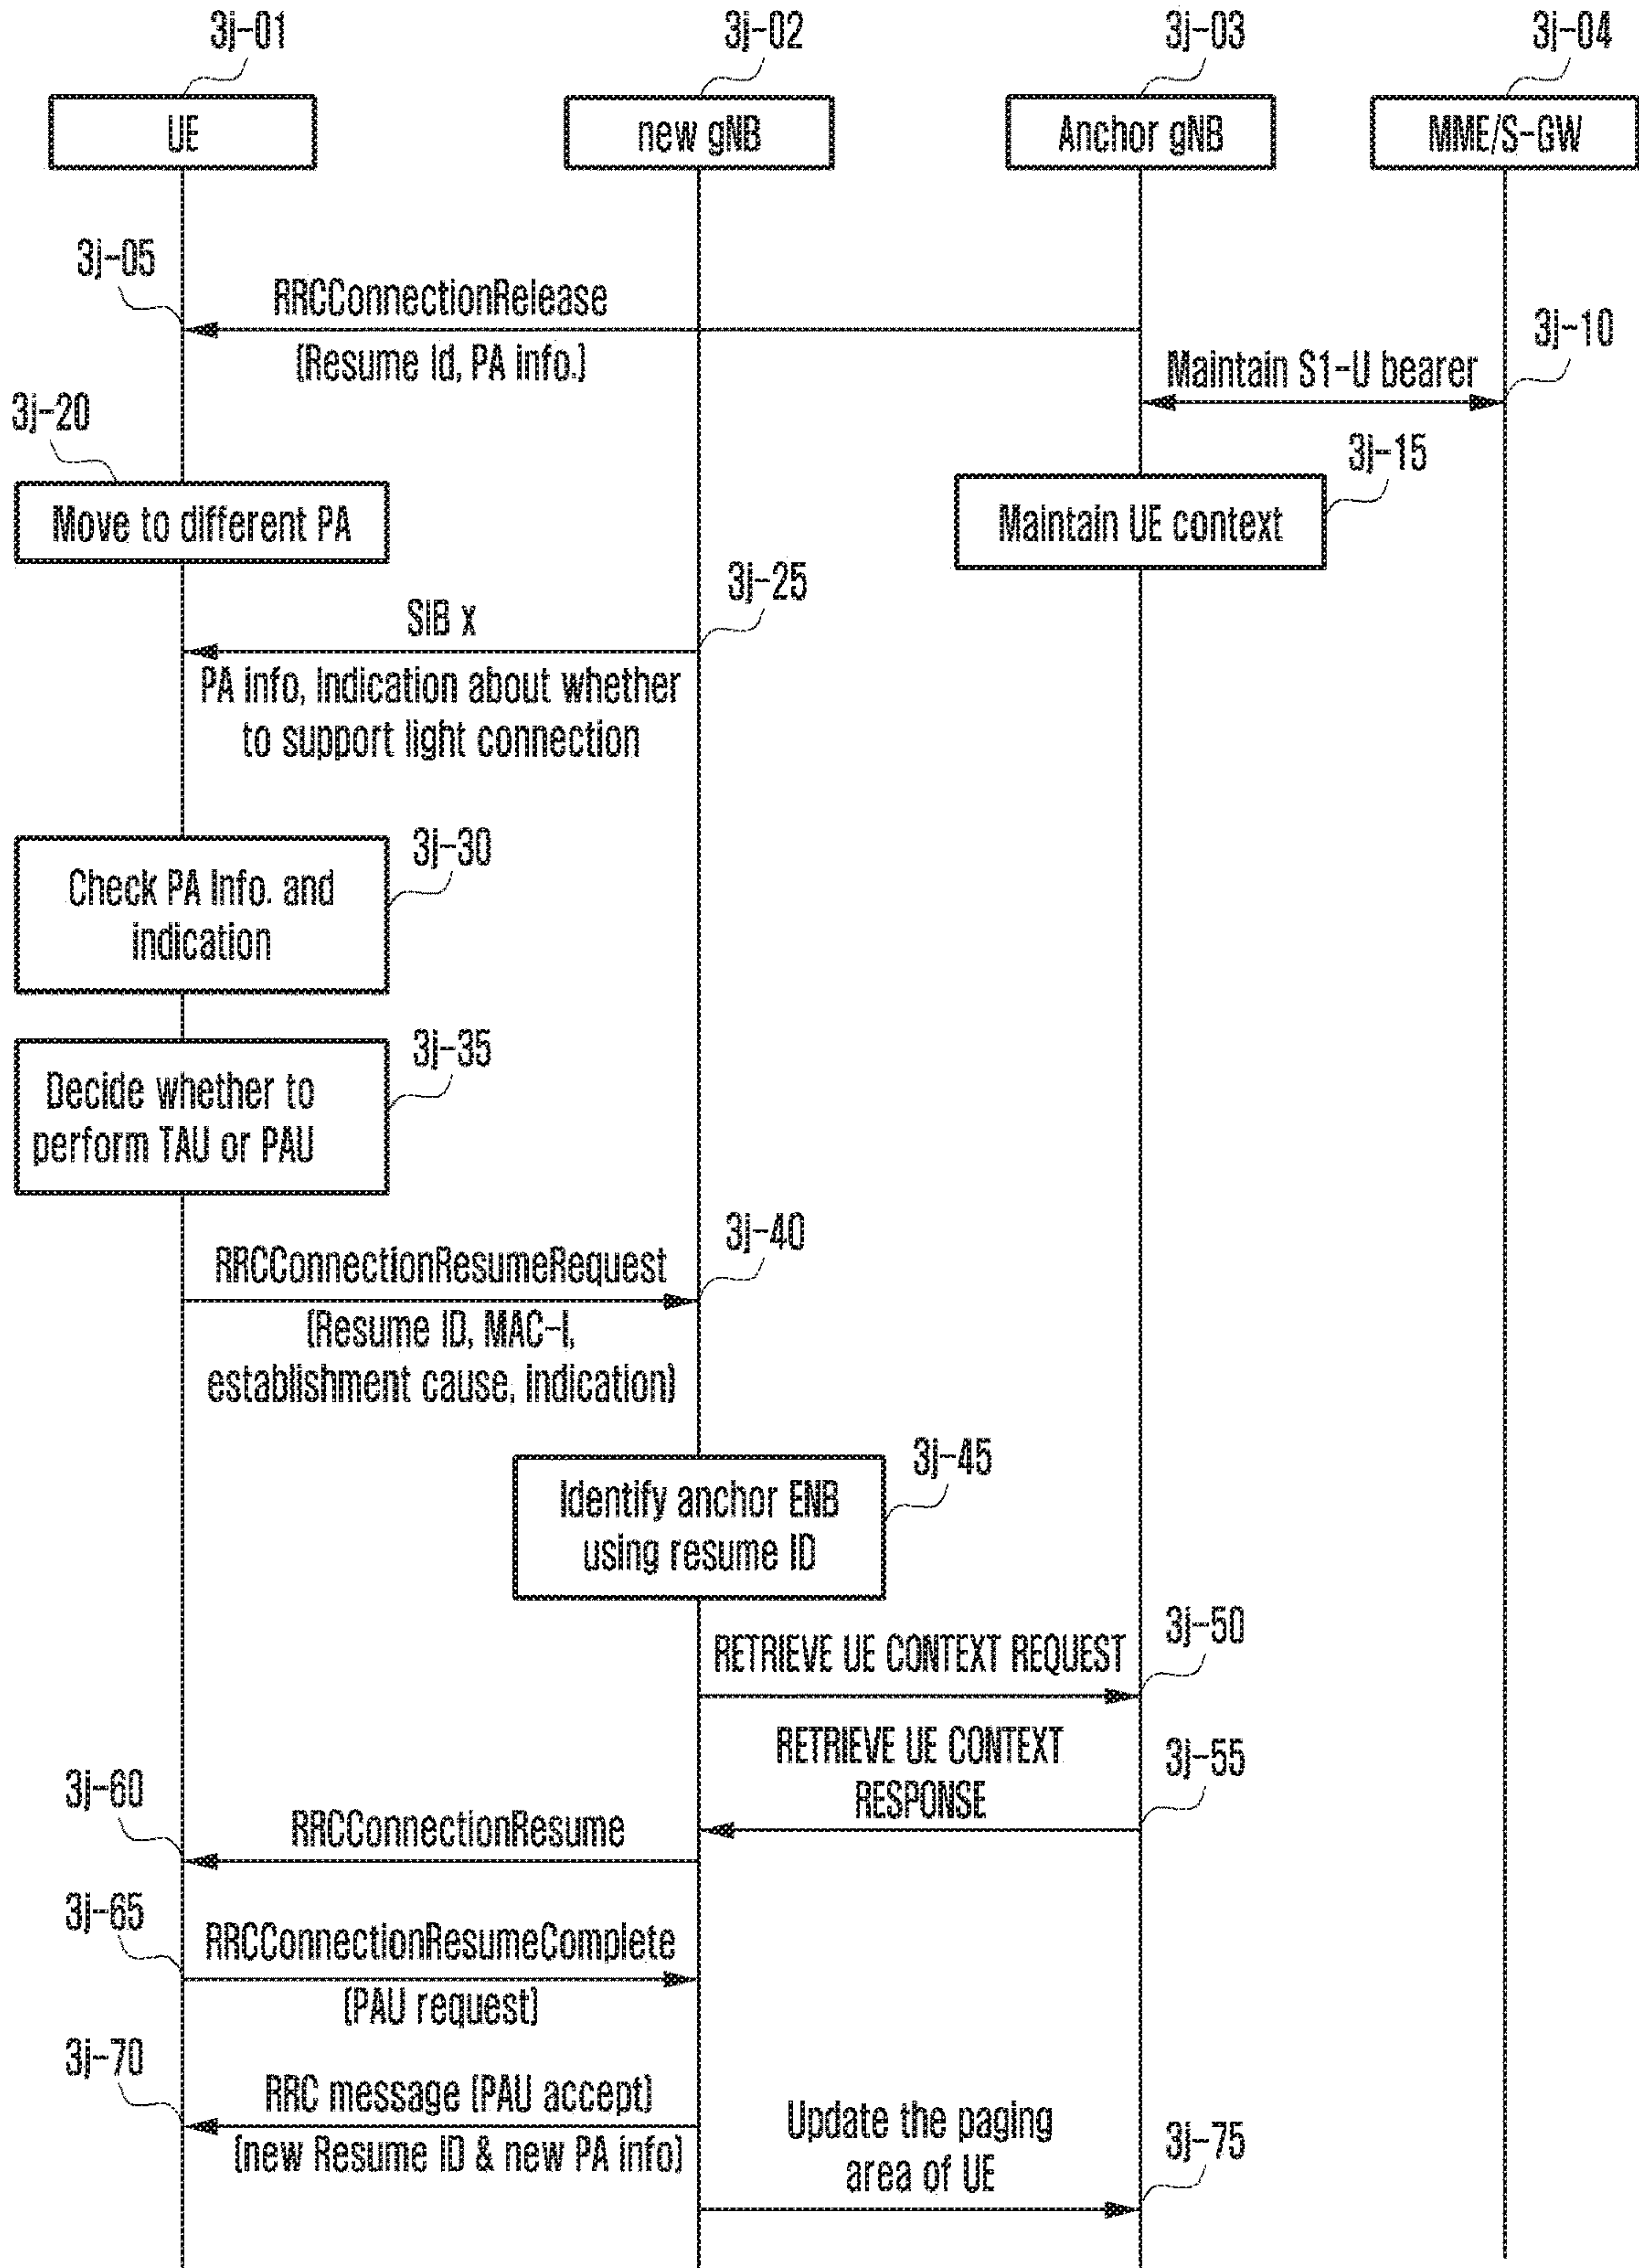 3j-01
3j-02
3j-03
3j-04
UE
new gNB
Anchor gNB
MME/S-GW
3j-05
RRCConnectionRelease
(Resume Id, PA info.)
3j-10
Maintain S1-U bearer
3j-20
Move to different PA
3j-15
Maintain UE context
3j-25
SIB x
PA info, Indication about whether
to support light connection
3j-30
Check PA Info. and
indication
3j-35
Decide whether to
perform TAU or PAU
3j-40
RRCConnectionResumeRequest
(Resume ID, MAC-I,
establishment cause, indication)
3j-45
Identify anchor ENB
using resume ID
3j-50
RETRIEVE UE CONTEXT REQUEST
3j-55
RETRIEVE UE CONTEXT
RESPONSE
3j-60
RRCConnectionResume
3j-65
RRCConnectionResumeComplete
(PAU request)
3j-70
RRC message (PAU accept)
(new Resume ID & new PA info)
Update the paging
area of UE
3j-75